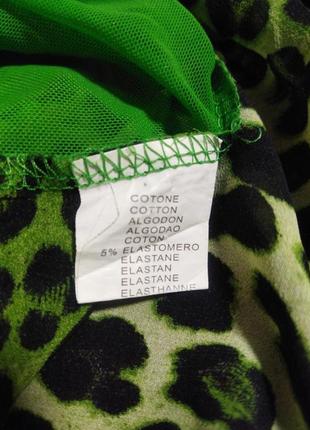 COTONE
COTTON
ALGODON
ALGODAO
COTON
5% ELASTOMERO
ELASTANE
ELASTAN
ELASTANE
ELASTHANNE